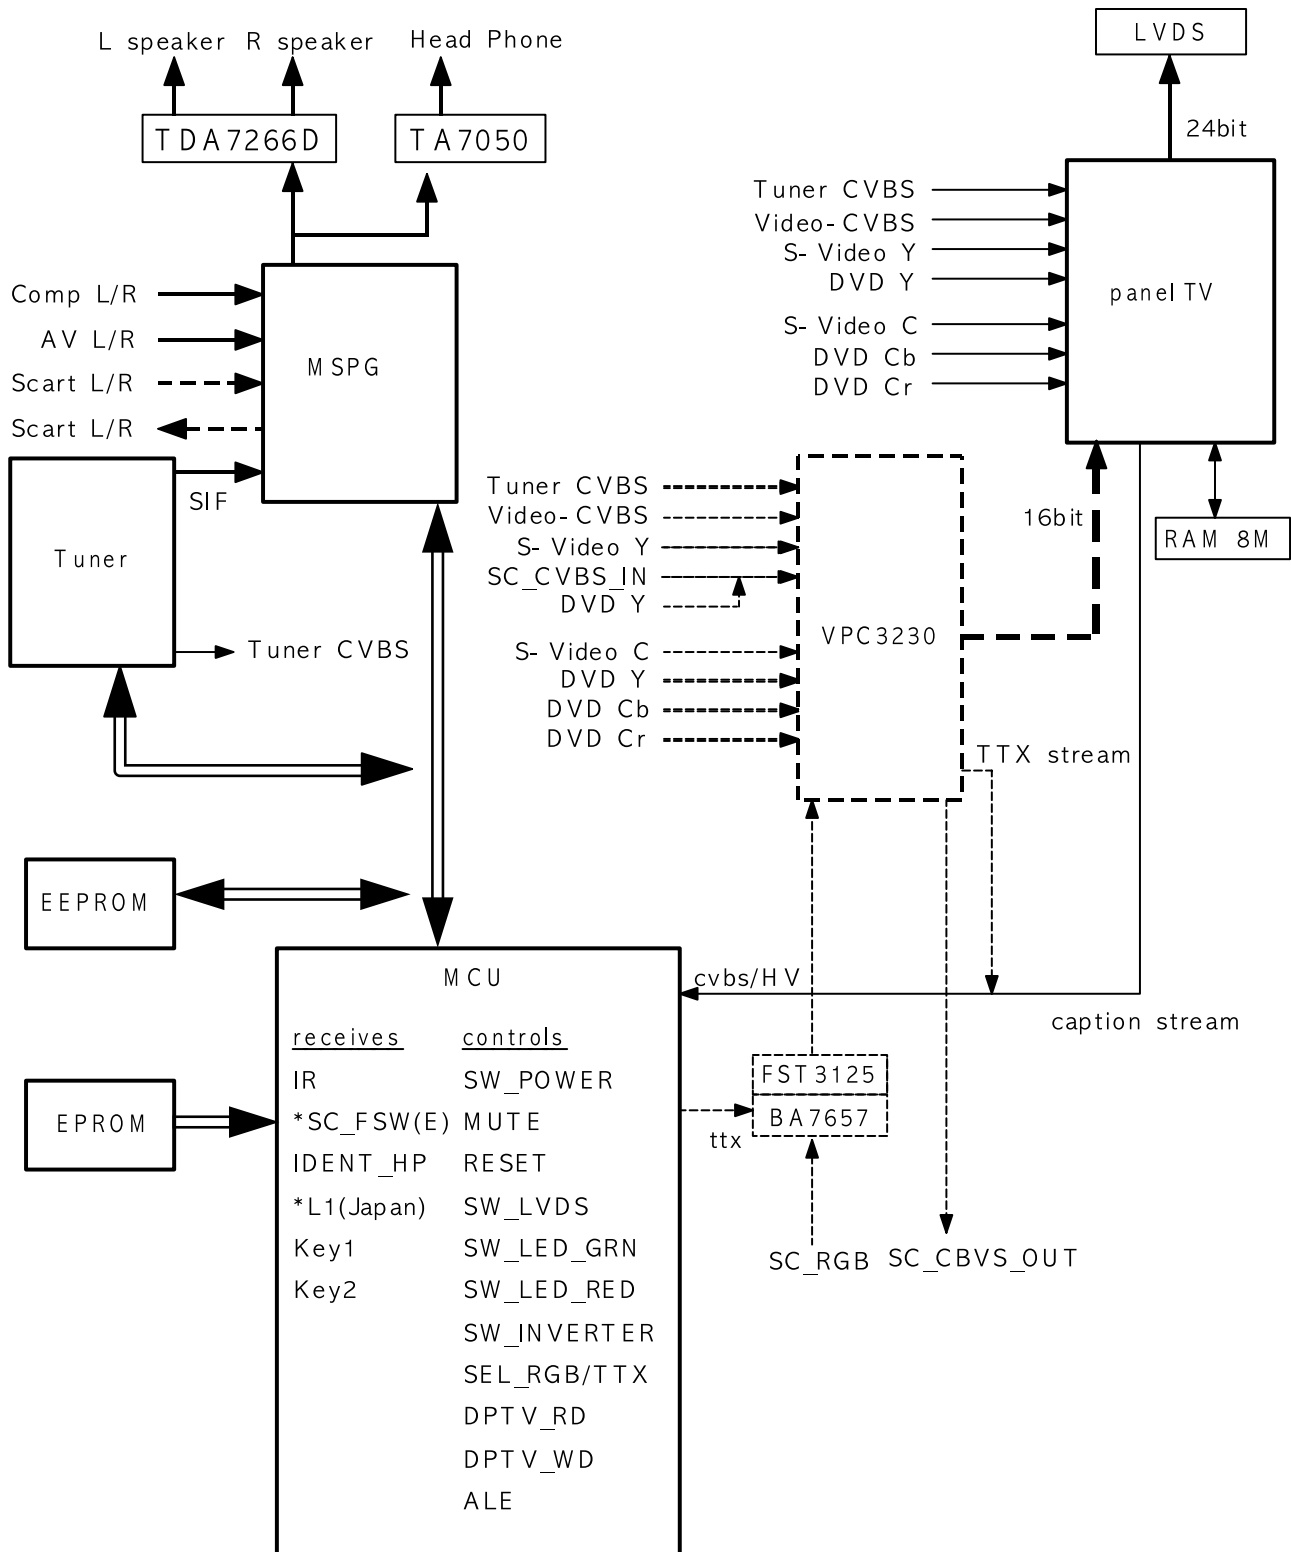 L speaker R speaker
Head Phone
TDA7266D
TA7050
Comp L/R
AV L/R
Scart L/R
Scart L/R
MSPG
SIF
Tuner
Tuner CVBS
EEPROM
EPROM
LVDS
24bit
Tuner CVBS
Video-CVBS
S-Video Y
DVD Y
S-Video C
DVD Cb
DVD Cr
panel TV
16bit
RAM 8M
Tuner CVBS
Video-CVBS
S-Video Y
SC_CVBS_IN
DVD Y
S-Video C
DVD Y
DVD Cb
DVD Cr
VPC3230
TTX stream
cvbs/HV
caption stream
FST3125
BA7657
ttx
SC_RGB
SC_CBVS_OUT
MCU
receives
IR
*SC_FSW(E)
IDENT_HP
*L1(Japan)
Key1
Key2
controls
SW_POWER
MUTE
RESET
SW_LVDS
SW_LED_GRN
SW_LED_RED
SW_INVERTER
SEL_RGB/TTX
DPTV_RD
DPTV_WD
ALE